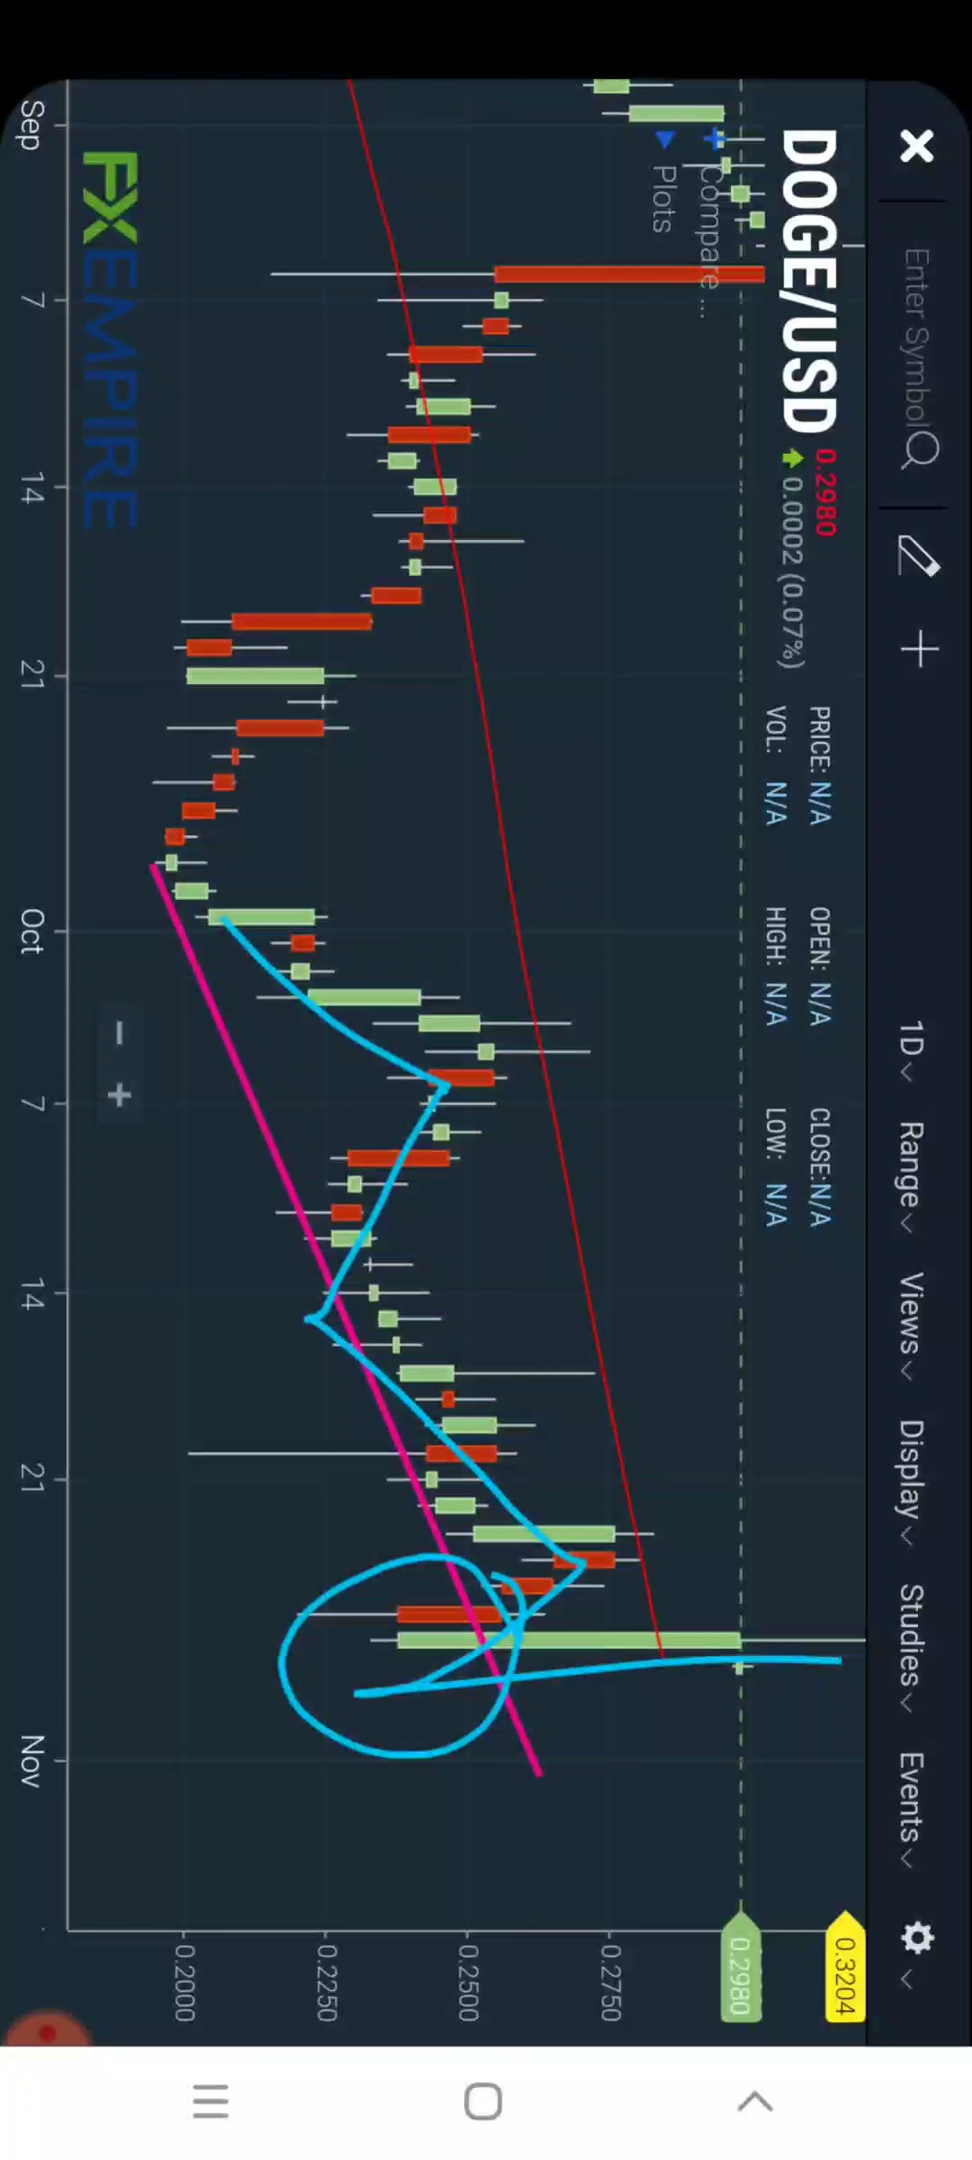 Enter Symbol
1D
Range
Views
Display
Studies
Events
DOGE/USD
0.2980
0.0002 (0.07%)
PRICE: N/A
OPEN: N/A
CLOSE:N/A
VOL: N/A
HIGH: N/A
LOW: N/A
Compare ...
Plots
0.3204
0.2980
0.2750
0.2500
0.2250
0.2000
FXEMPIRE
Sep
7
14
21
Oct
7
14
21
Nov